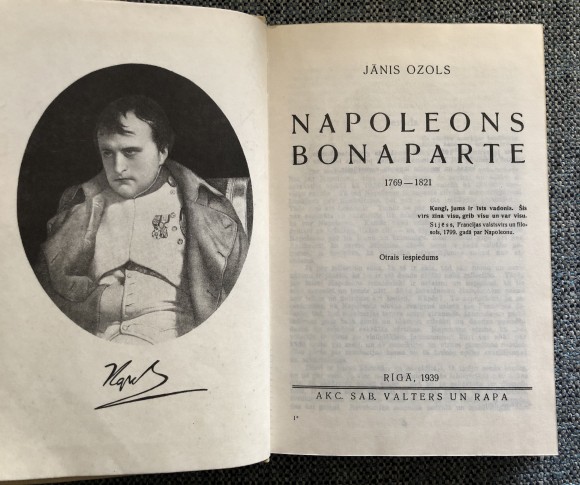 JĀNIS OZOLS
NAPOLEONS
BONAPARTE
1769—1821
Kungi, jums ir īsts vadonis. Šis
virs zina visu, grib visu un var visu.
Sijēss, Francijas valstsvīrs un filo-
sofs, 1799. gadā par Napoleonu.
Otrais iespiedums
RĪGĀ, 1939
AKC. SAB. VALTERS UN RAPA
1*